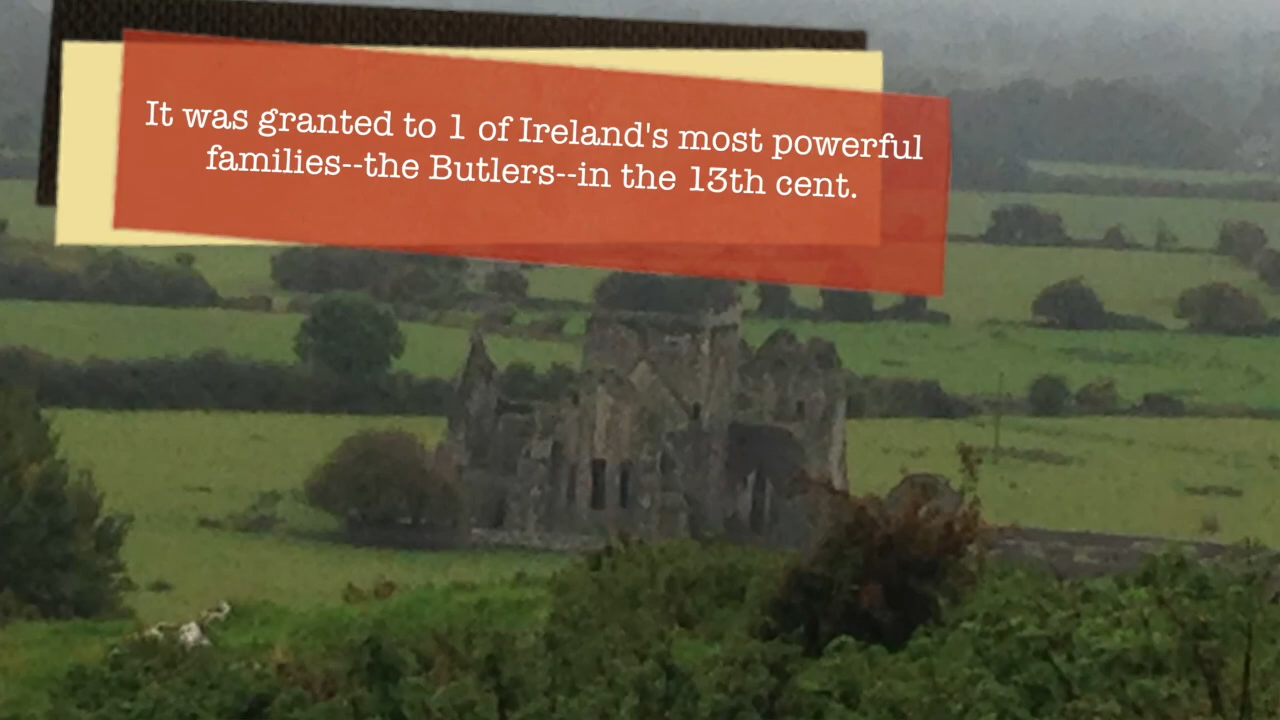 It was granted to 1 of Ireland's most powerful
families--the Butlers--in the 13th cent.